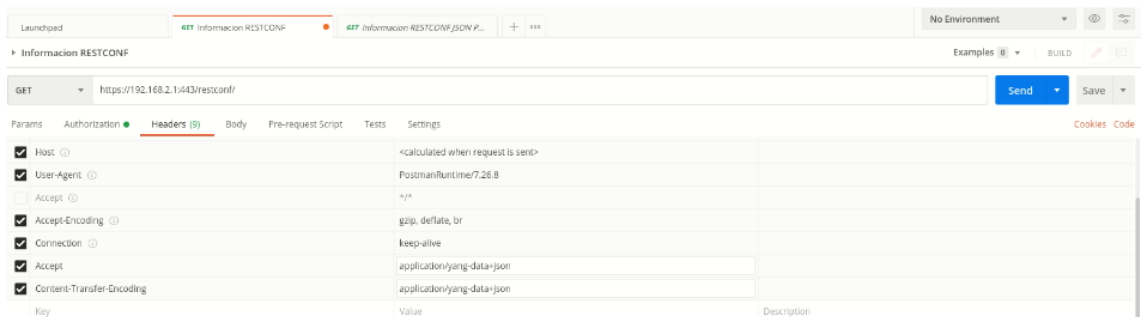 Launchpad
GET Informacion RESTCONF
GET Informacion RESTCONF JSON P...
No Environment
Informacion RESTCONF
Examples 0
BUILD
GET
https://192.168.2.1:443/restconf/
Send
Save
Params
Authorization
Headers (9)
Body
Pre-request Script
Tests
Settings
Cookies Code
Host <calculated when request is sent>
User-Agent PostmanRuntime/7.26.8
Accept */*
Accept-Encoding gzip, deflate, br
Connection keep-alive
Accept application/yang-data+json
Content-Transfer-Encoding application/yang-data+json
Key Value Description